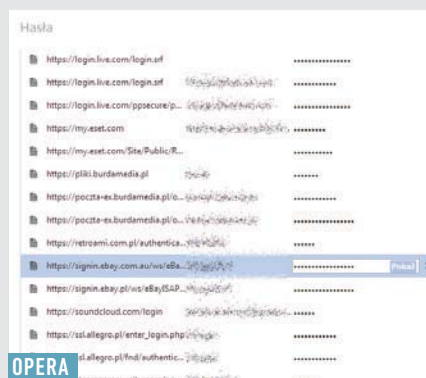 Hasła
https://login.live.com/login.srf ••••••••••••••••
https://login.live.com/login.srf ••••••••••••
https://login.live.com/ppsecure/p... ••••••••••••••••
https://my.eset.com •••••••••
https://my.eset.com/Site/Public/R... •••••••••••
https://pliki.burdamedia.pl •••••••
https://poczta-ex.burdamedia.pl/o... ••••••••••••
https://poczta-ex.burdamedia.pl/o... •••••••••••••••••
https://retroami.com.pl/authentica... ••••••
https://signin.ebay.com.au/ws/eBa... ••••••••••••••••• Pokaż
https://signin.ebay.pl/ws/eBayISAP... ••••••••••••
https://soundcloud.com/login ••••••
https://ssl.allegro.pl/enter_login.php ••••••••••••
https://ssl.allegro.pl/fnd/authentic... ••••••••••••
OPERA